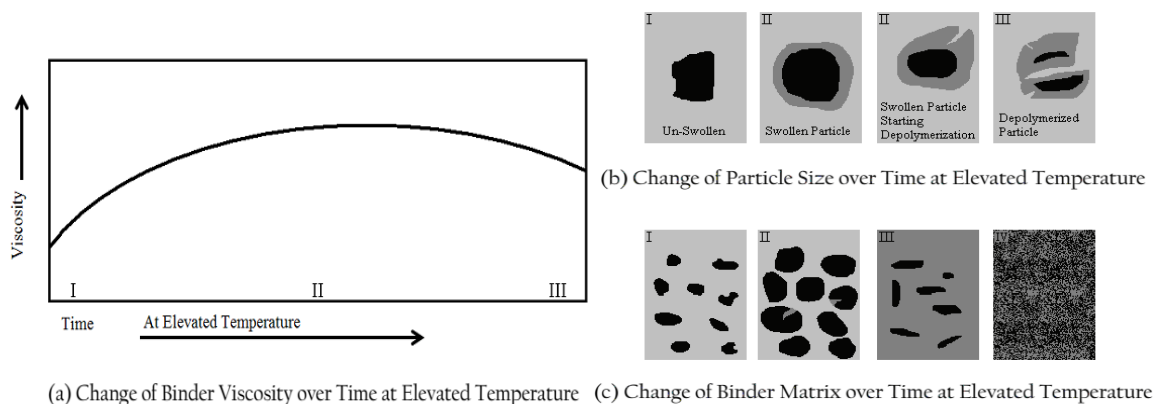 Viscosity
I
II
III
Time
At Elevated Temperature
(a) Change of Binder Viscosity over Time at Elevated Temperature
I
II
II
III
Un-Swollen
Swollen Particle
Swollen Particle
Starting
Depolymerization
Depolymerized
Particle
(b) Change of Particle Size over Time at Elevated Temperature
I
II
III
IV
(c) Change of Binder Matrix over Time at Elevated Temperature